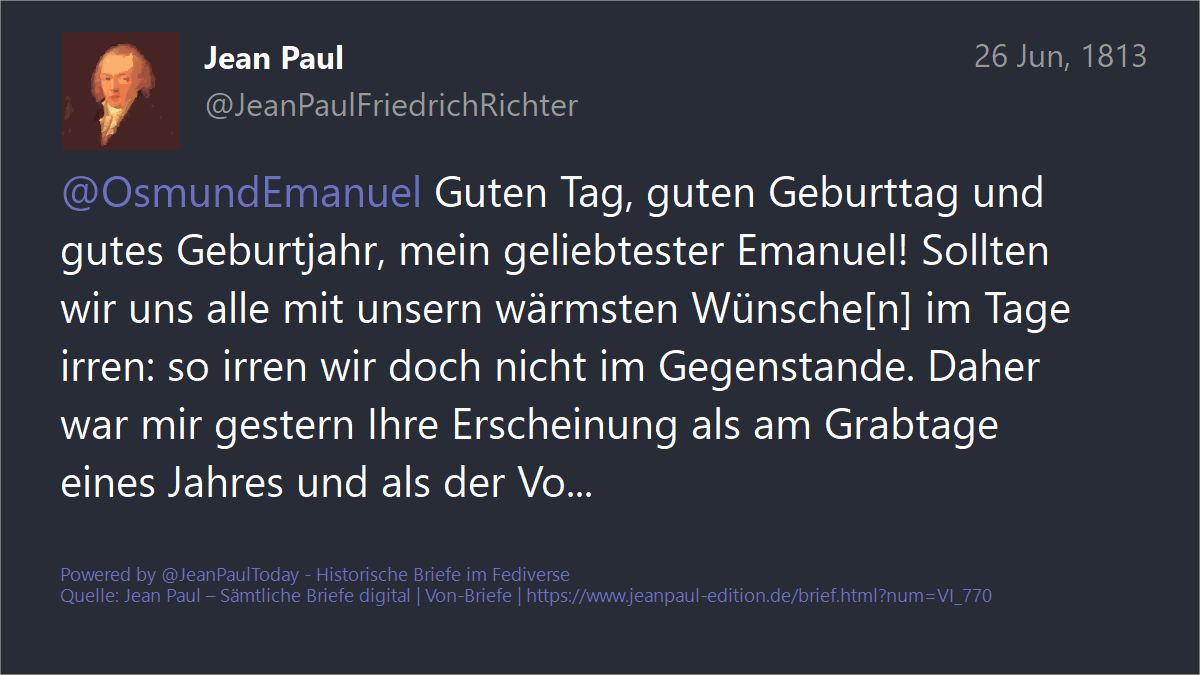 Jean Paul
26 Jun, 1813
@JeanPaulFriedrichRichter
@OsmundEmanuel Guten Tag, guten Geburttag und
gutes Geburtjahr, mein geliebtester Emanuel! Sollten
wir uns alle mit unsern wärmsten Wünsche[n] im Tage
irren: so irren wir doch nicht im Gegenstande. Daher
war mir gestern Ihre Erscheinung als am Grabtage
eines Jahres und als der Vo...
Powered by @JeanPaulToday - Historische Briefe im Fediverse
Quelle: Jean Paul – Sämtliche Briefe digital | Von-Briefe | https://www.jeanpaul-edition.de/brief.html?num=VI_770